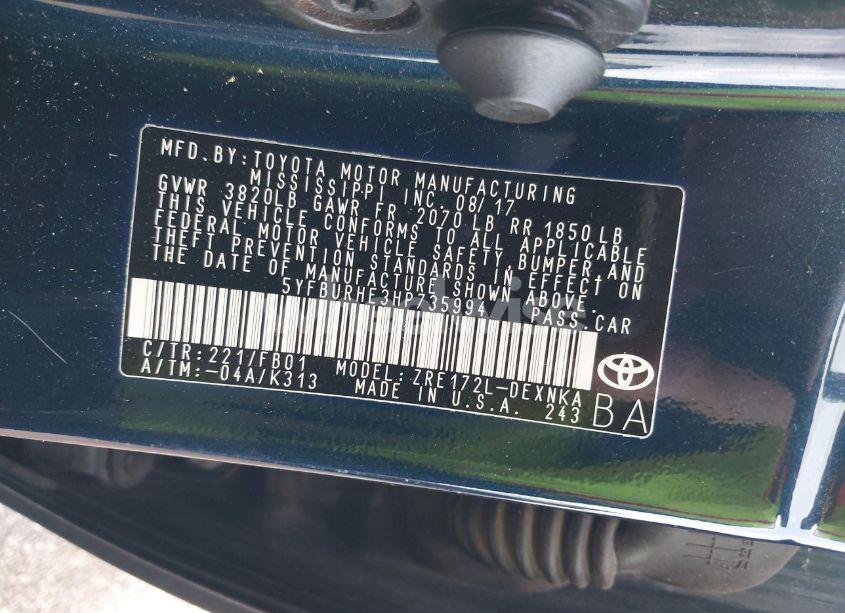 MFD.BY:TOYOTA MOTOR MANUFACTURING
MISSISSIPPI INC. 08/17
GVWR 3820LB GAWR FR 2070 LB RR 1850 LB
THIS VEHICLE CONFORMS TO ALL APPLICABLE
FEDERAL MOTOR VEHICLE SAFETY, BUMPER, AND
THEFT PREVENTION STANDARDS IN EFFECT ON
THE DATE OF MANUFACTURE SHOWN ABOVE.
5YFBURHE3HP735994 PASS CAR
C/TR:221/FB01 MODEL:ZRE172L-DEXNKA
A/TM:-04A/K313 MADE IN U.S.A. 243
BA